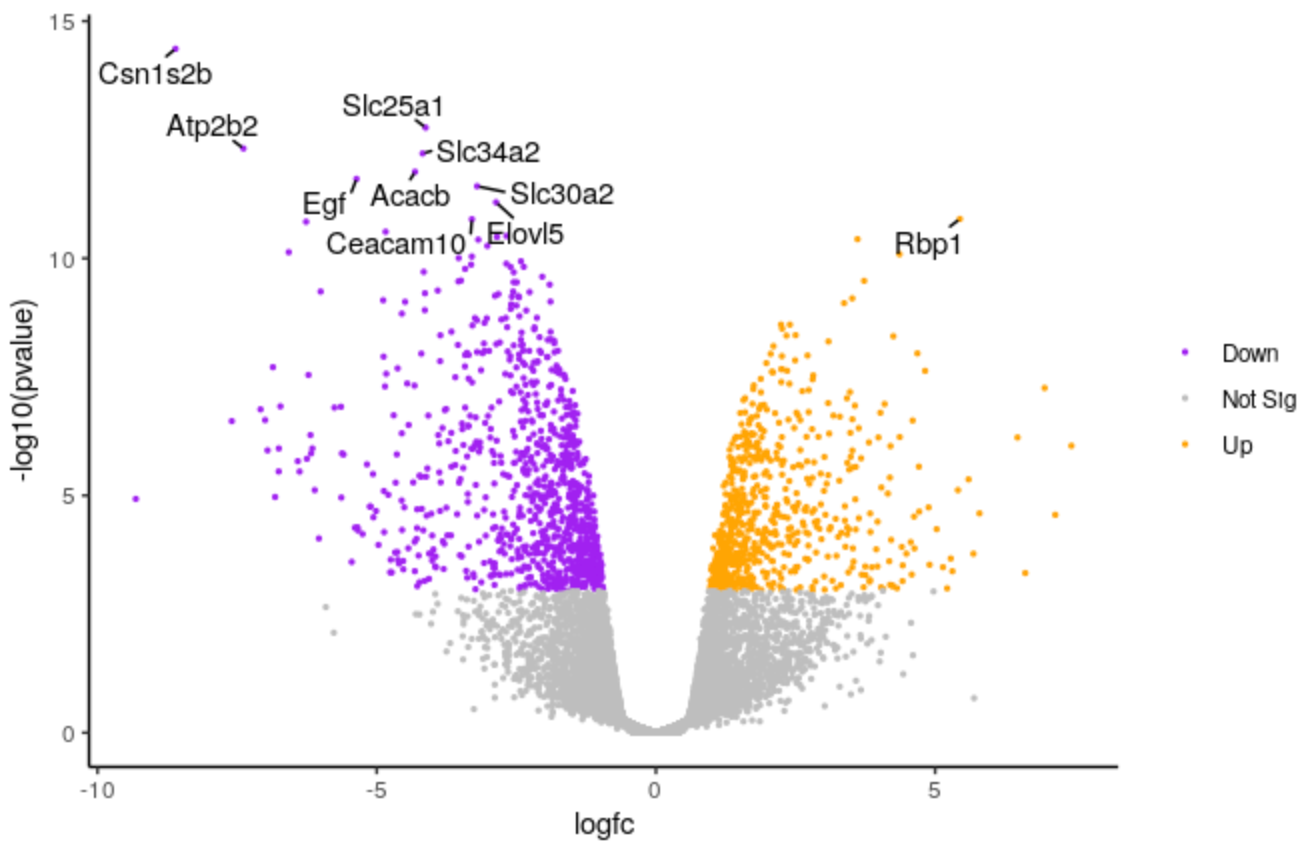 15
Csn1s2b
Slc25a1
Atp2b2
Slc34a2
Egf
Acacb
Slc30a2
Ceacam10
Elovl5
Rbp1
10
-log10(pvalue)
Down
Not Sig
Up
5
0
-10
-5
0
5
logfc